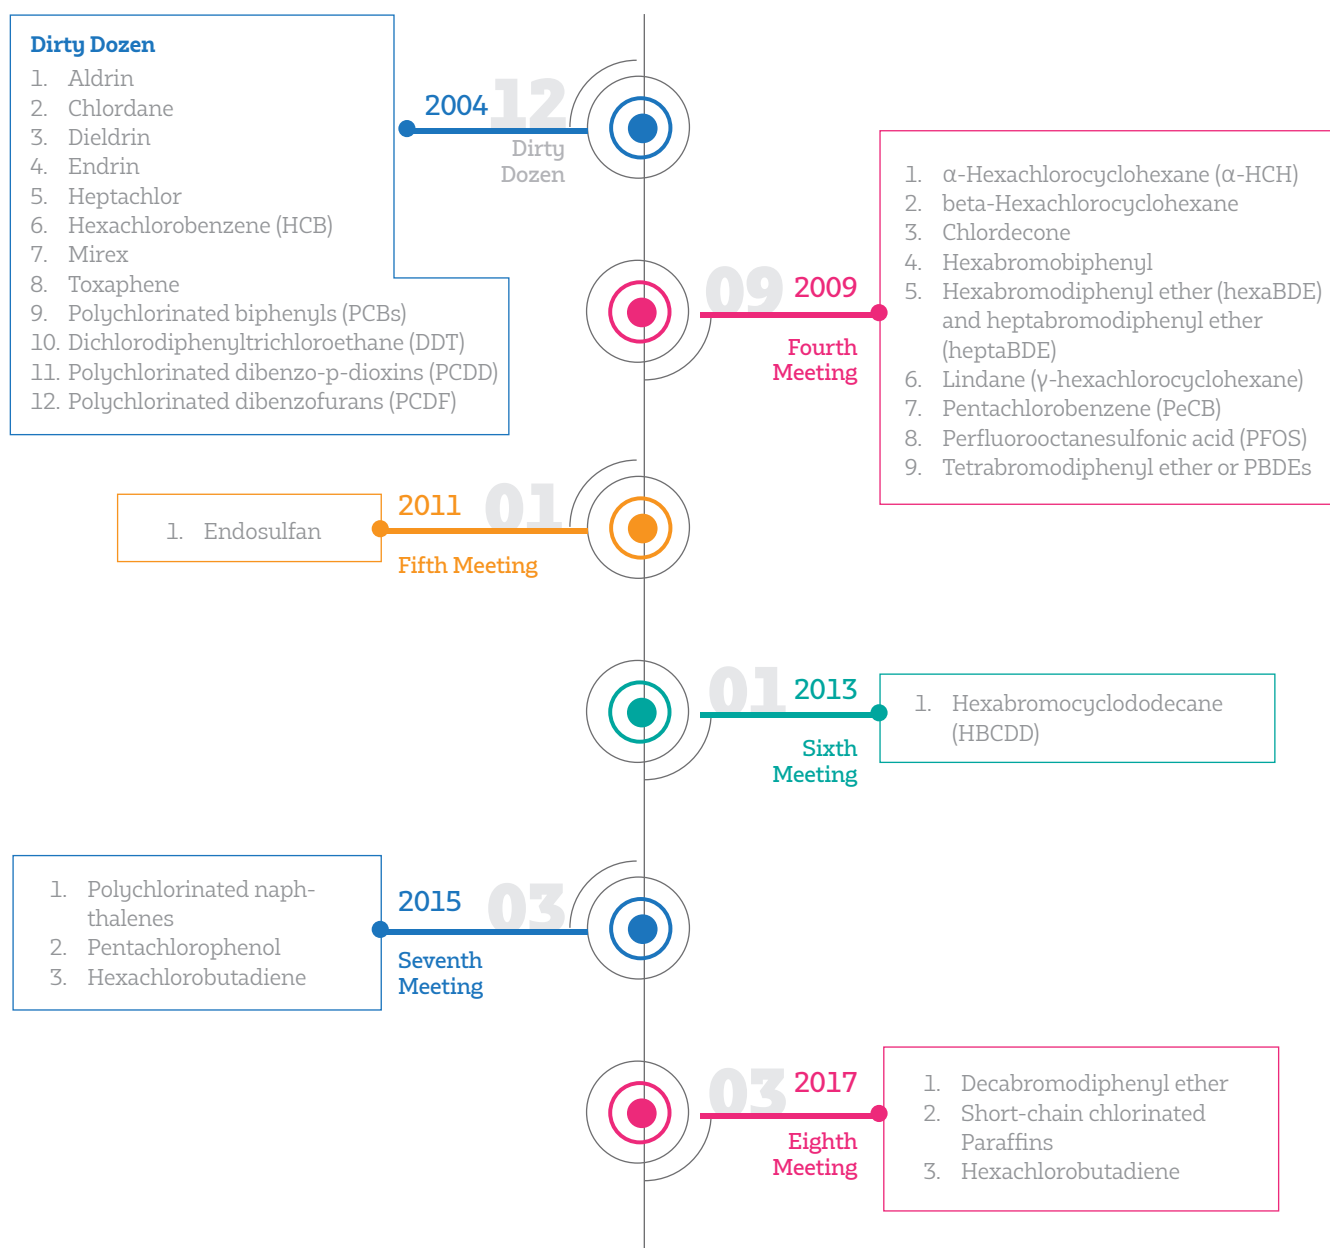 Dirty Dozen
1. Aldrin
2. Chlordane
3. Dieldrin
4. Endrin
5. Heptachlor
6. Hexachlorobenzene (HCB)
7. Mirex
8. Toxaphene
9. Polychlorinated biphenyls (PCBs)
10. Dichlorodiphenyltrichloroethane (DDT)
11. Polychlorinated dibenzo-p-dioxins (PCDD)
12. Polychlorinated dibenzofurans (PCDF)
2004 12
Dirty
Dozen
09 2009
Fourth
Meeting
1. α-Hexachlorocyclohexane (α-HCH)
2. beta-Hexachlorocyclohexane
3. Chlordecone
4. Hexabromobiphenyl
5. Hexabromodiphenyl ether (hexaBDE)
and heptabromodiphenyl ether
(heptaBDE)
6. Lindane (γ-hexachlorocyclohexane)
7. Pentachlorobenzene (PeCB)
8. Perfluorooctanesulfonic acid (PFOS)
9. Tetrabromodiphenyl ether or PBDEs
1. Endosulfan
2011 01
Fifth Meeting
01 2013
Sixth
Meeting
1. Hexabromocyclododecane
(HBCDD)
1. Polychlorinated naph-
thalenes
2. Pentachlorophenol
3. Hexachlorobutadiene
2015 03
Seventh
Meeting
03 2017
Eighth
Meeting
1. Decabromodiphenyl ether
2. Short-chain chlorinated
Paraffins
3. Hexachlorobutadiene